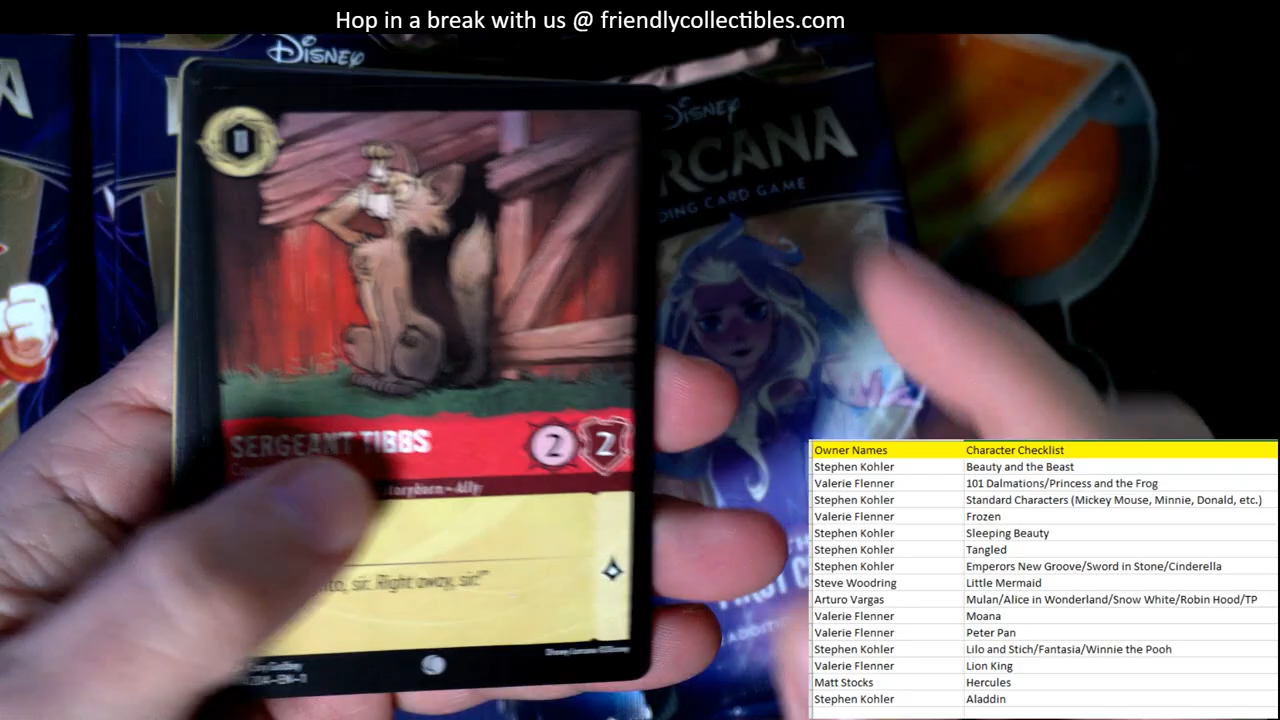 Hop in a break with us @ friendlycollectibles.com
DISNEY
DISNEY
RCANA
DING CARD GAME
SERGEANT TIBBS
2 2
Storyborn • Ally
sir. Right away, sir!"
204 • EN • 1
Owner Names Character Checklist
Stephen Kohler Beauty and the Beast
Valerie Flenner 101 Dalmations/Princess and the Frog
Stephen Kohler Standard Characters (Mickey Mouse, Minnie, Donald, etc.)
Valerie Flenner Frozen
Stephen Kohler Sleeping Beauty
Stephen Kohler Tangled
Stephen Kohler Emperors New Groove/Sword in Stone/Cinderella
Steve Woodring Little Mermaid
Arturo Vargas Mulan/Alice in Wonderland/Snow White/Robin Hood/TP
Valerie Flenner Moana
Valerie Flenner Peter Pan
Stephen Kohler Lilo and Stich/Fantasia/Winnie the Pooh
Valerie Flenner Lion King
Matt Stocks Hercules
Stephen Kohler Aladdin